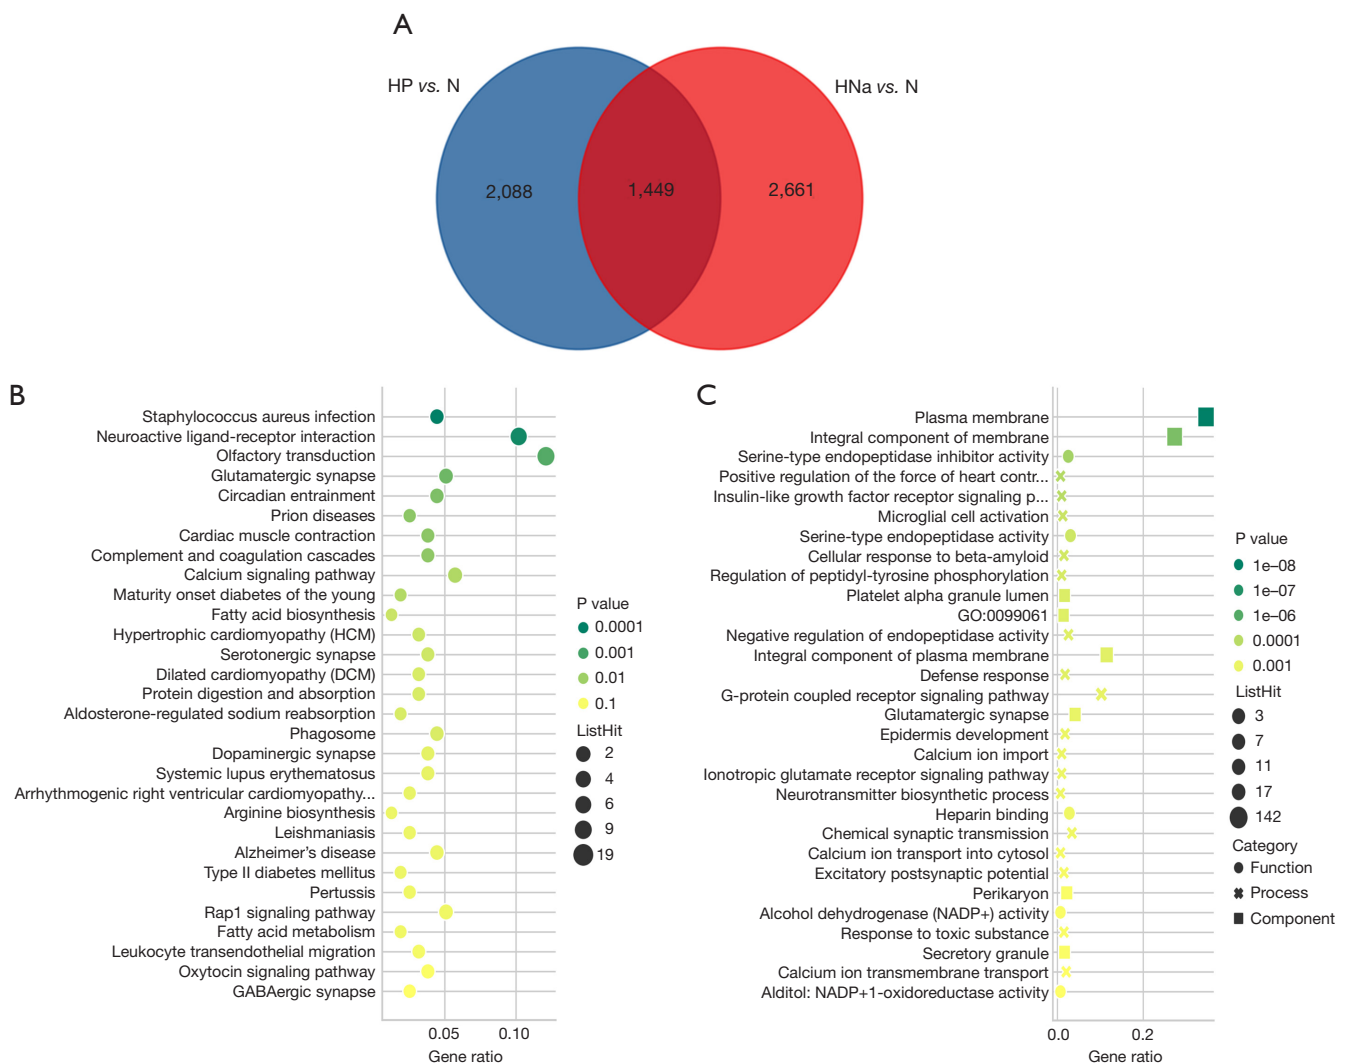 A
HP vs. N
HNa vs. N
2,088
1,449
2,661
B
Staphylococcus aureus infection
Neuroactive ligand-receptor interaction
Olfactory transduction
Glutamatergic synapse
Circadian entrainment
Prion diseases
Cardiac muscle contraction
Complement and coagulation cascades
Calcium signaling pathway
Maturity onset diabetes of the young
Fatty acid biosynthesis
Hypertrophic cardiomyopathy (HCM)
Serotonergic synapse
Dilated cardiomyopathy (DCM)
Protein digestion and absorption
Aldosterone-regulated sodium reabsorption
Phagosome
Dopaminergic synapse
Systemic lupus erythematosus
Arrhythmogenic right ventricular cardiomyopathy...
Arginine biosynthesis
Leishmaniasis
Alzheimer's disease
Type II diabetes mellitus
Pertussis
Rap1 signaling pathway
Fatty acid metabolism
Leukocyte transendothelial migration
Oxytocin signaling pathway
GABAergic synapse
0.05
0.10
Gene ratio
P value
0.0001
0.001
0.01
0.1
ListHit
2
4
6
9
19
C
Plasma membrane
Integral component of membrane
Serine-type endopeptidase inhibitor activity
Positive regulation of the force of heart contr...
Insulin-like growth factor receptor signaling p...
Microglial cell activation
Serine-type endopeptidase activity
Cellular response to beta-amyloid
Regulation of peptidyl-tyrosine phosphorylation
Platelet alpha granule lumen
GO:0099061
Negative regulation of endopeptidase activity
Integral component of plasma membrane
Defense response
G-protein coupled receptor signaling pathway
Glutamatergic synapse
Epidermis development
Calcium ion import
Ionotropic glutamate receptor signaling pathway
Neurotransmitter biosynthetic process
Heparin binding
Chemical synaptic transmission
Calcium ion transport into cytosol
Excitatory postsynaptic potential
Perikaryon
Alcohol dehydrogenase (NADP+) activity
Response to toxic substance
Secretory granule
Calcium ion transmembrane transport
Alditol: NADP+1-oxidoreductase activity
0.0
0.2
Gene ratio
P value
1e–08
1e–07
1e–06
0.0001
0.001
ListHit
3
7
11
17
142
Category
Function
Process
Component